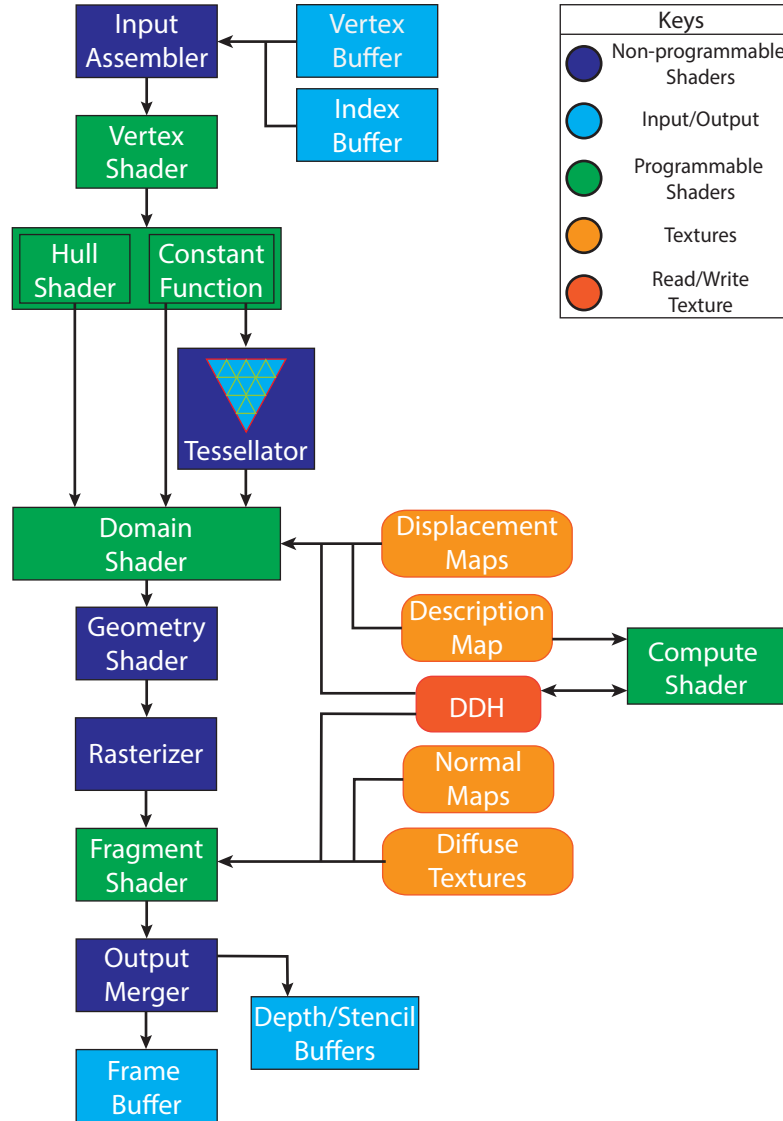 Input
Assembler
Vertex
Buffer
Index
Buffer
Vertex
Shader
Hull
Shader
Constant
Function
Tessellator
Domain
Shader
Displacement
Maps
Description
Map
Compute
Shader
DDH
Geometry
Shader
Rasterizer
Normal
Maps
Fragment
Shader
Diffuse
Textures
Output
Merger
Depth/Stencil
Buffers
Frame
Buffer
Keys
Non-programmable
Shaders
Input/Output
Programmable
Shaders
Textures
Read/Write
Texture